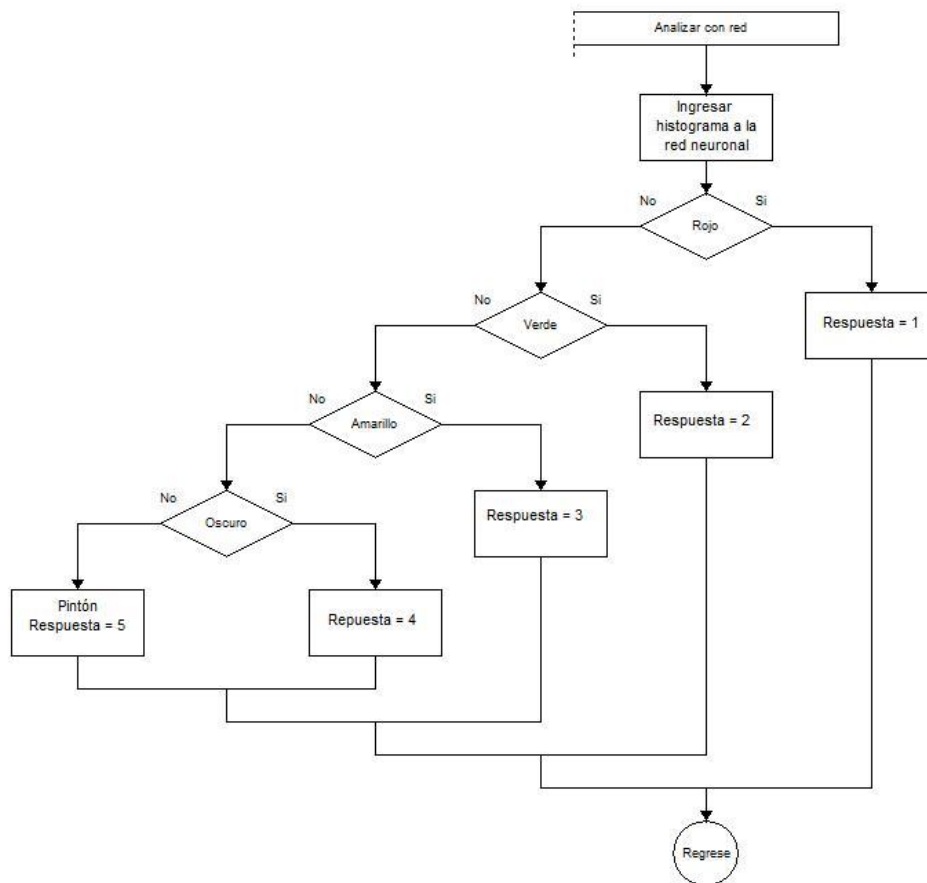 Analizar con red
Ingresar
histograma a la
red neuronal
No
Si
Rojo
No
Si
Verde
Respuesta = 1
No
Si
Amarillo
Respuesta = 2
No
Si
Oscuro
Respuesta = 3
Pintón
Respuesta = 5
Repuesta = 4
Regrese